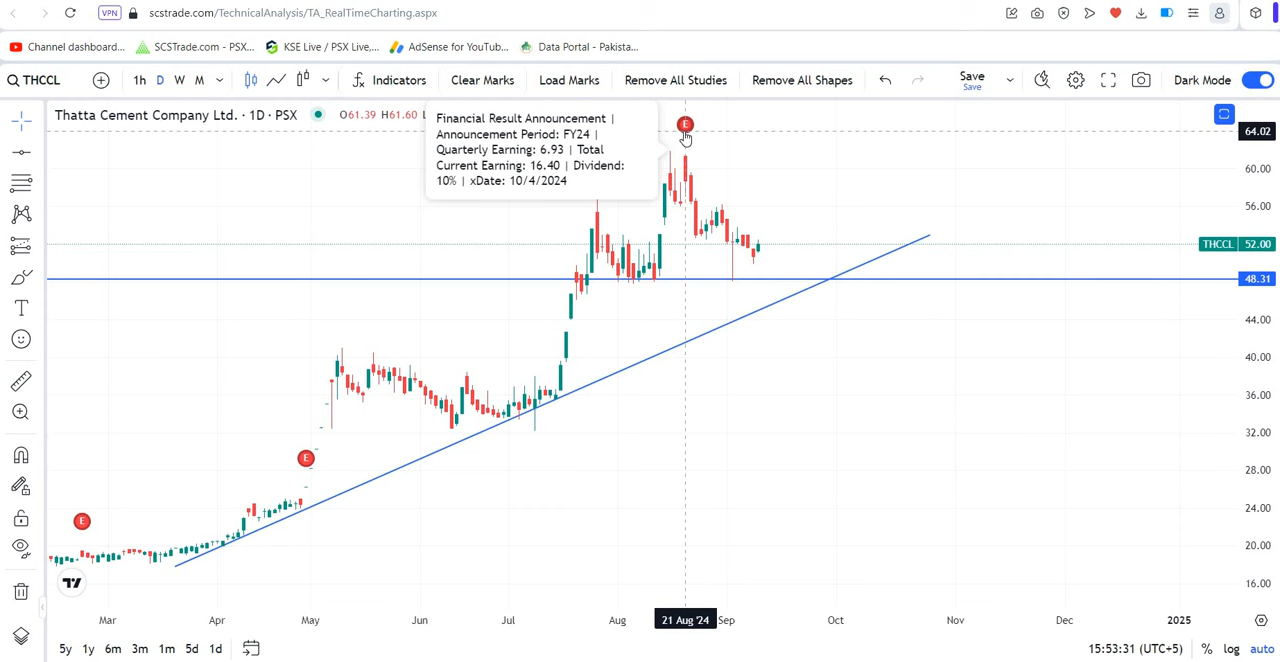 VPN scstrade.com/TechnicalAnalysis/TA_RealTimeCharting.aspx
Channel dashboard... SCSTrade.com - PSX... KSE Live / PSX Live,... AdSense for YouTub... Data Portal - Pakista...
THCCL 1h D W M Indicators Clear Marks Load Marks Remove All Studies Remove All Shapes Save Save Dark Mode
Thatta Cement Company Ltd. · 1D · PSX O61.39 H61.60 L
Financial Result Announcement |
Announcement Period: FY24 |
Quarterly Earning: 6.93 | Total
Current Earning: 16.40 | Dividend:
10% | xDate: 10/4/2024
E
E
E
64.02
60.00
56.00
THCCL 52.00
48.31
44.00
40.00
36.00
32.00
28.00
24.00
20.00
16.00
Mar Apr May Jun Jul Aug 21 Aug '24 Sep Oct Nov Dec 2025
5y 1y 6m 3m 1m 5d 1d 15:53:31 (UTC+5) % log auto